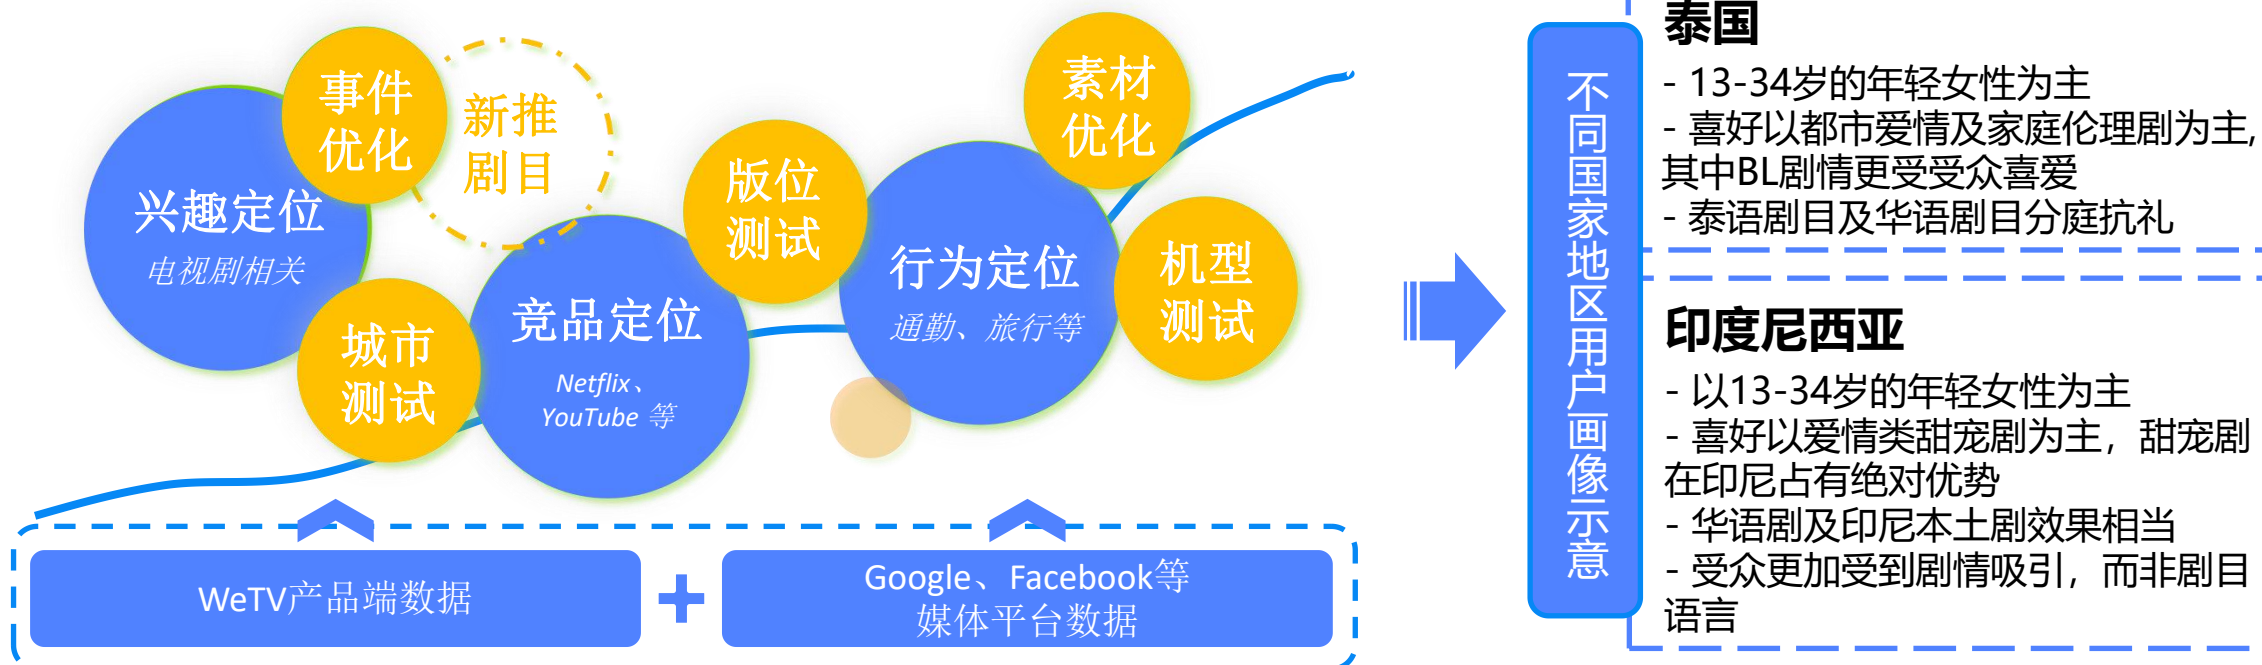 事件
优化
新推
剧目
兴趣定位
电视剧相关
城市
测试
竞品定位
Netflix、
YouTube 等
版位
测试
行为定位
通勤、旅行等
素材
优化
机型
测试
WeTV产品端数据
+
Google、Facebook等
媒体平台数据
不同国家地区用户画像示意
泰国
- 13-34岁的年轻女性为主
- 喜好以都市爱情及家庭伦理剧为主,
其中BL剧情更受受众喜爱
- 泰语剧目及华语剧目分庭抗礼
印度尼西亚
- 以13-34岁的年轻女性为主
- 喜好以爱情类甜宠剧为主，甜宠剧
在印尼占有绝对优势
- 华语剧及印尼本土剧效果相当
- 受众更加受到剧情吸引，而非剧目
语言